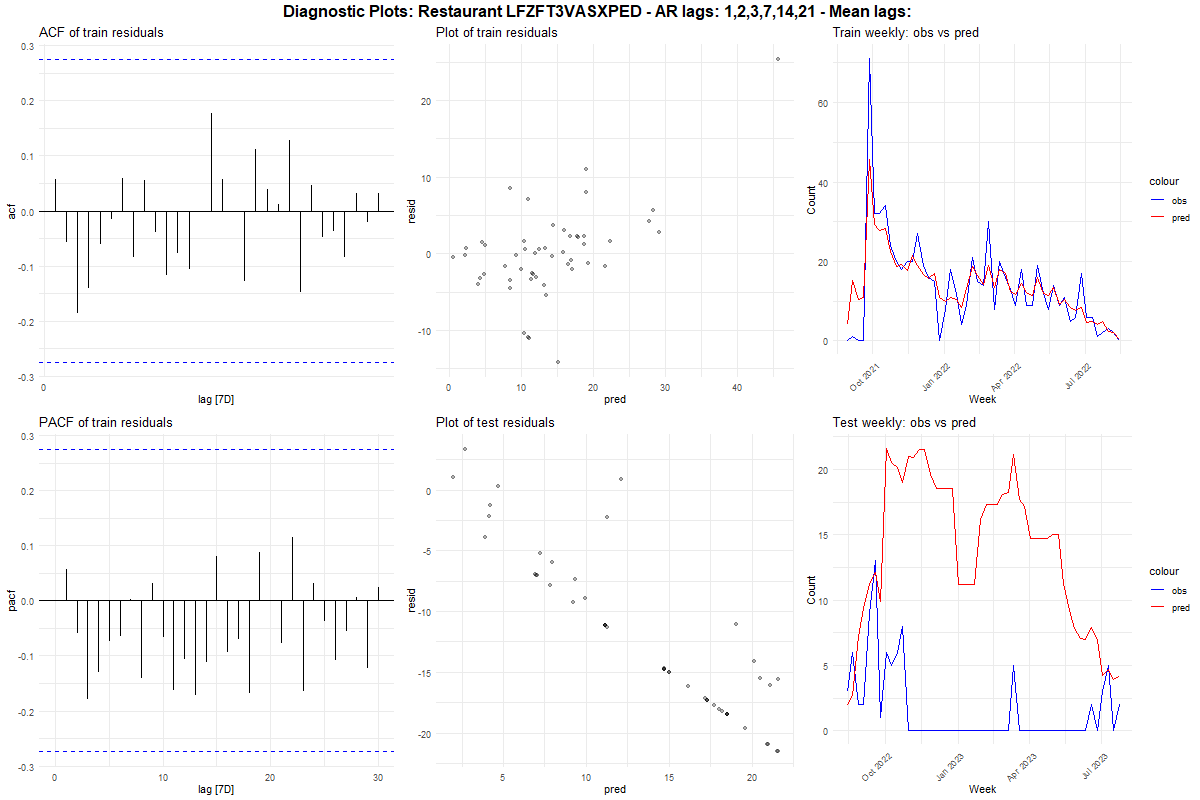 Diagnostic Plots: Restaurant LFZFT3VASXPED - AR lags: 1,2,3,7,14,21 - Mean lags:
ACF of train residuals
0.3
0.2
0.1
0.0
-0.1
-0.2
-0.3
acf
0
lag [7D]
Plot of train residuals
20
10
0
-10
resid
0
10
20
30
40
pred
Train weekly: obs vs pred
60
40
20
0
Count
Oct 2021
Jan 2022
Apr 2022
Jul 2022
Week
colour
obs
pred
PACF of train residuals
0.3
0.2
0.1
0.0
-0.1
-0.2
-0.3
pacf
0
10
20
30
lag [7D]
Plot of test residuals
0
-5
-10
-15
-20
resid
5
10
15
20
pred
Test weekly: obs vs pred
20
15
10
5
0
Count
Oct 2022
Jan 2023
Apr 2023
Jul 2023
Week
colour
obs
pred